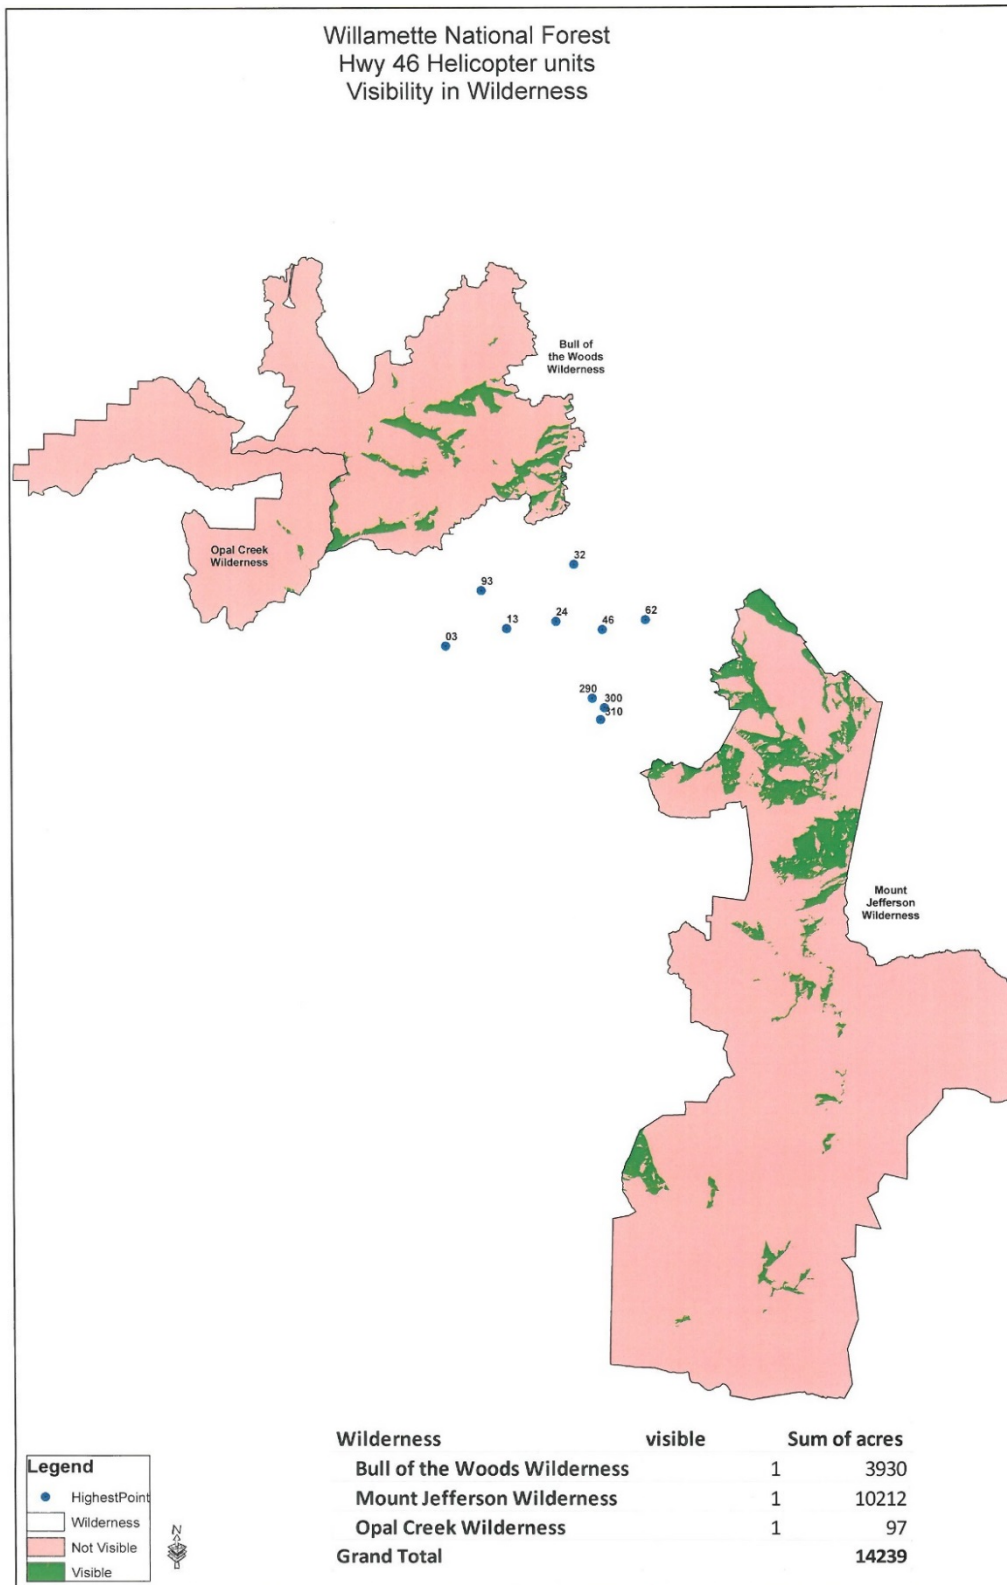 Willamette National Forest
Hwy 46 Helicopter units
Visibility in Wilderness
Bull of
the Woods
Wilderness
Opal Creek
Wilderness
32
93
24
62
13
46
03
290
300
310
Mount
Jefferson
Wilderness
Wilderness visible Sum of acres
Bull of the Woods Wilderness 1 3930
Mount Jefferson Wilderness 1 10212
Opal Creek Wilderness 1 97
Grand Total 14239
Legend
HighestPoint
Wilderness
Not Visible
Visible
N